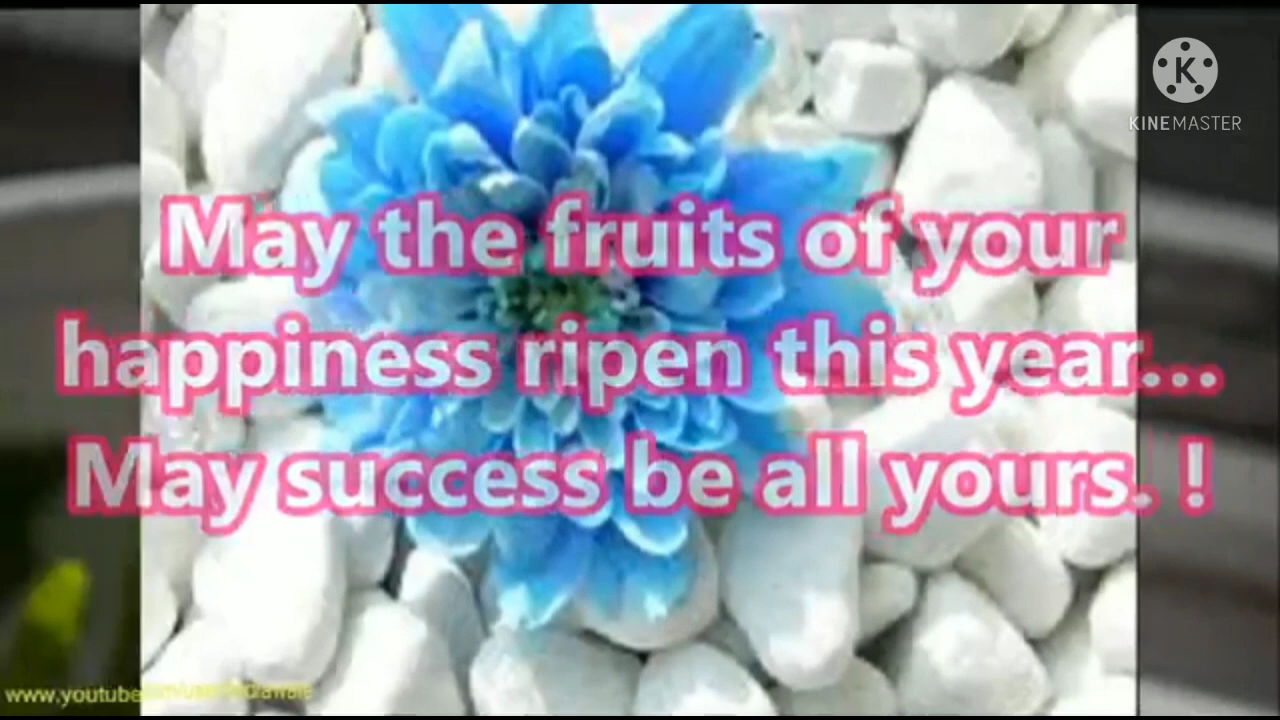 KINEMASTER
May the fruits of your
happiness ripen this year...
May success be all yours. !